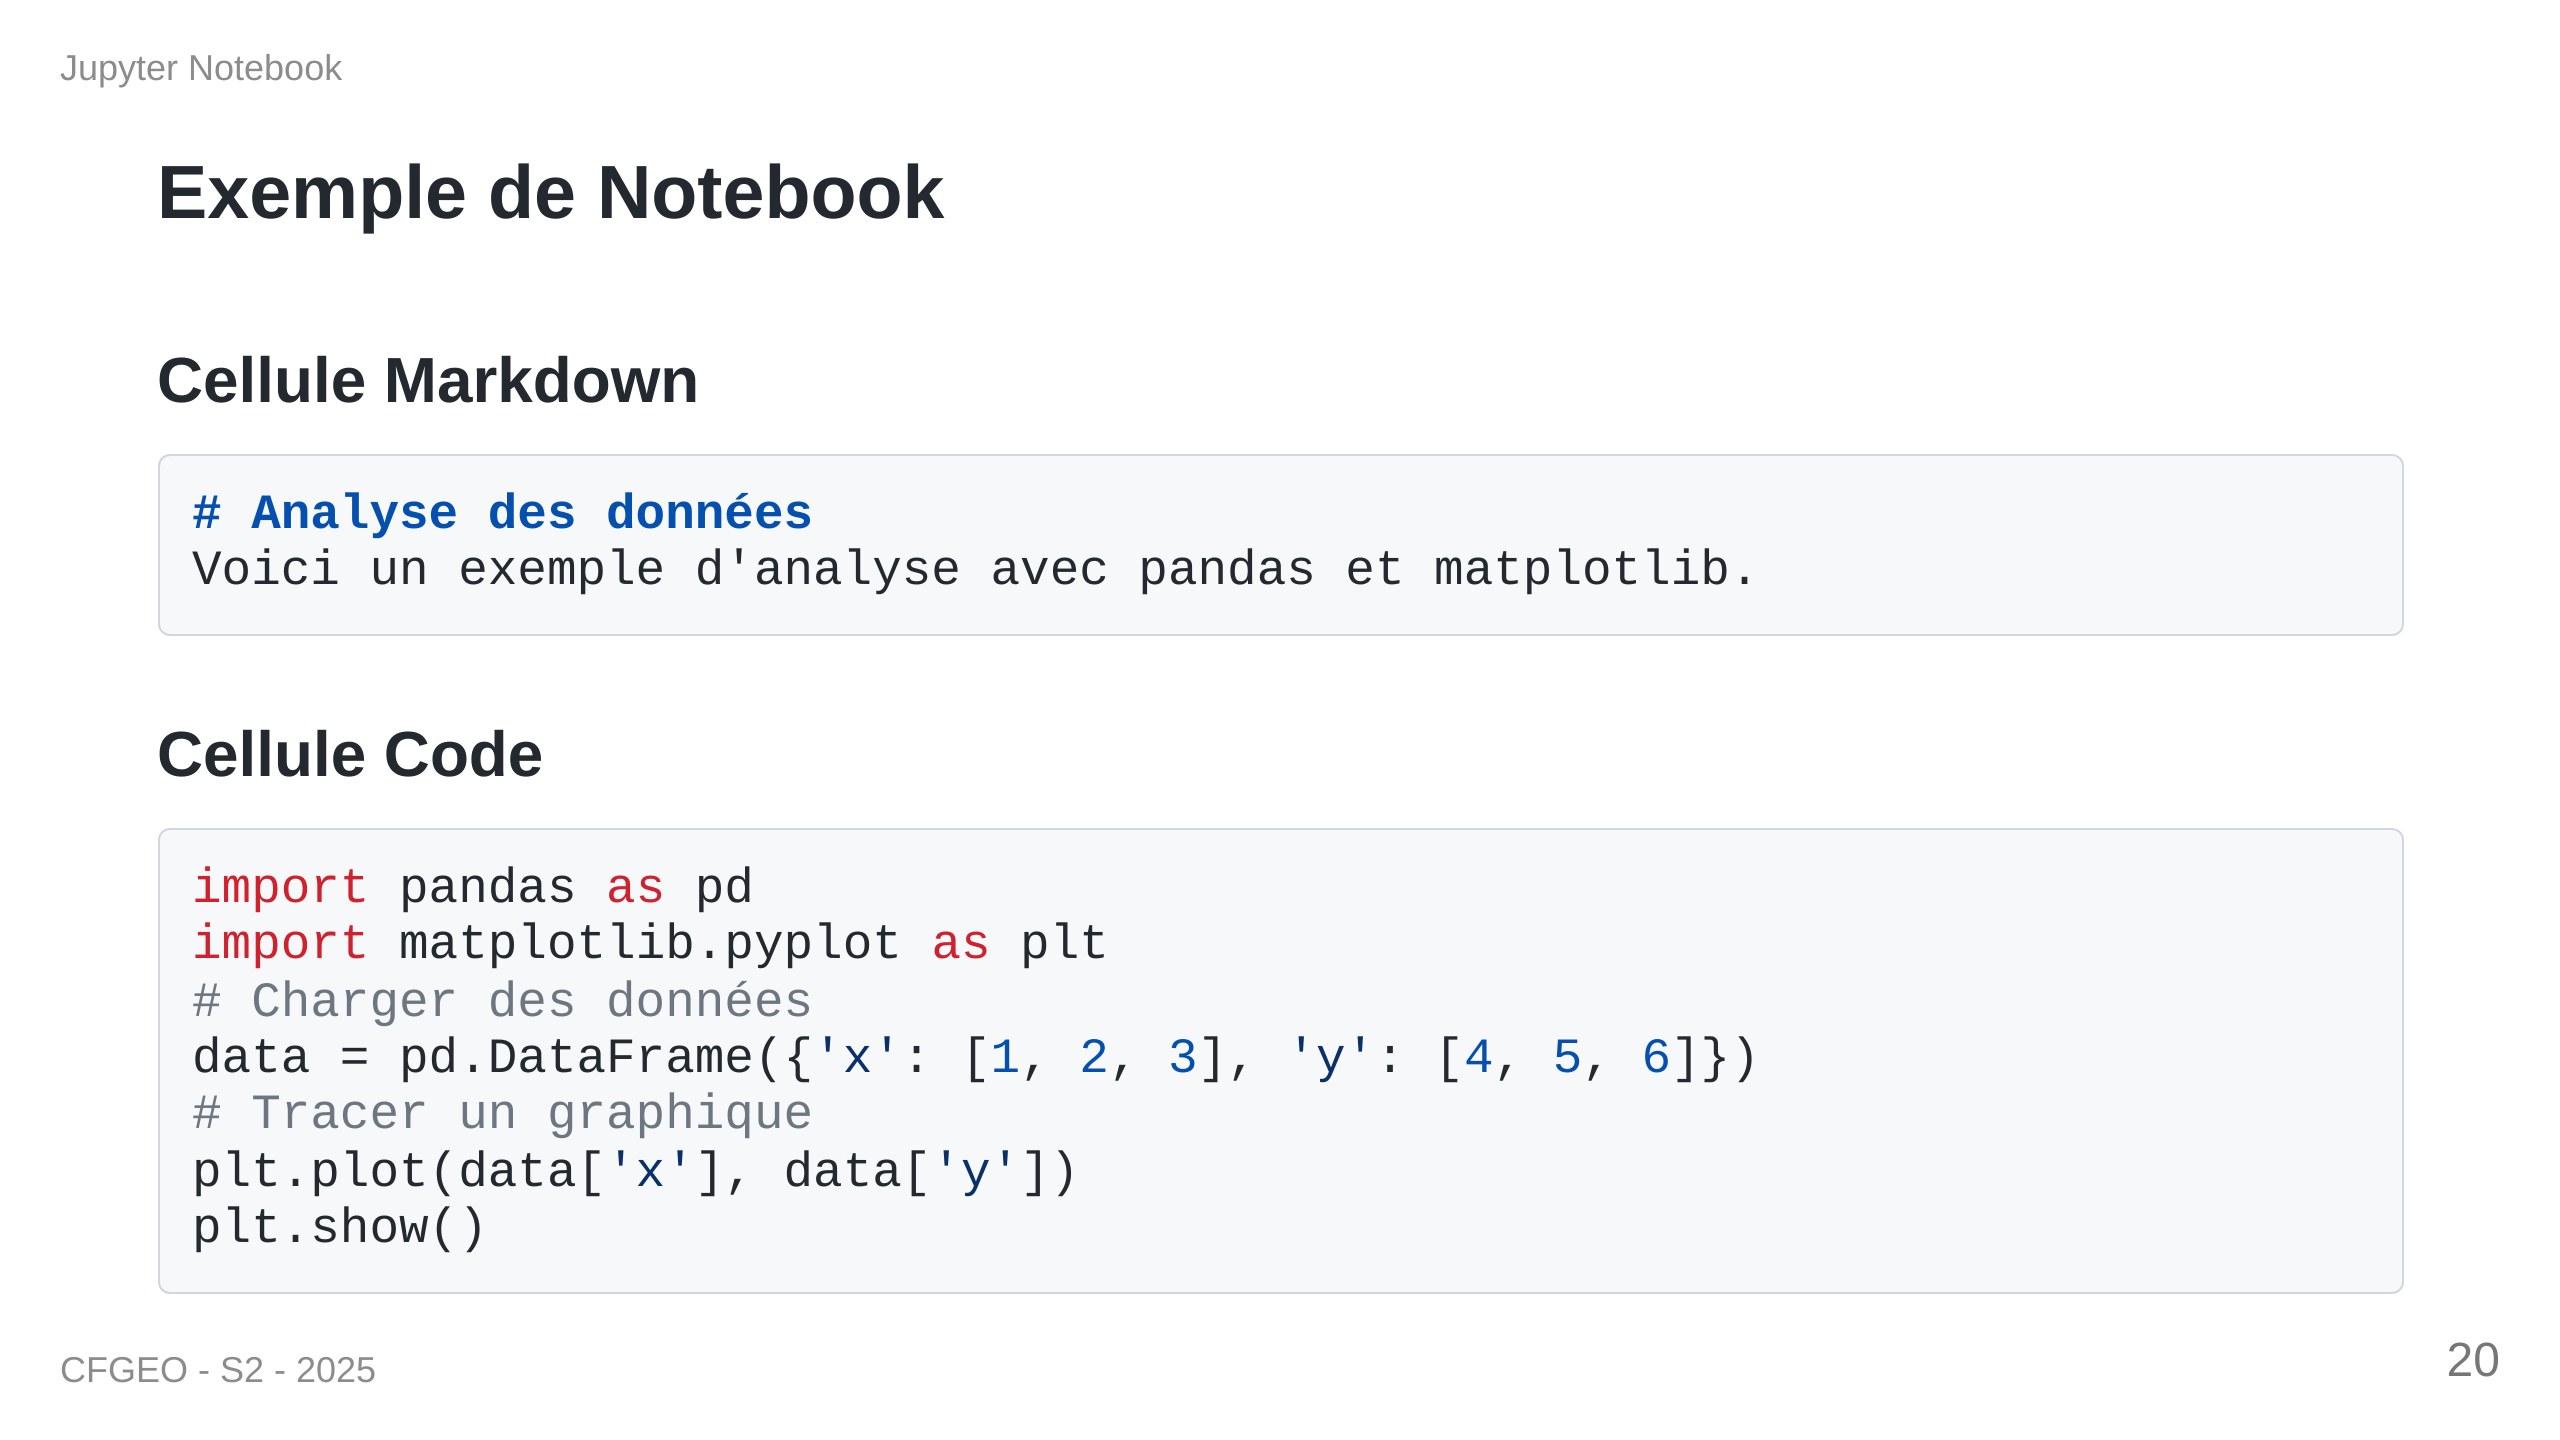 Jupyter Notebook
Exemple de Notebook
Cellule Markdown
# Analyse des données
Voici un exemple d'analyse avec pandas et matplotlib.
Cellule Code
import pandas as pd
import matplotlib.pyplot as plt
# Charger des données
data = pd.DataFrame({'x': [1, 2, 3], 'y': [4, 5, 6]})
# Tracer un graphique
plt.plot(data['x'], data['y'])
plt.show()
CFGEO - S2 - 2025
20